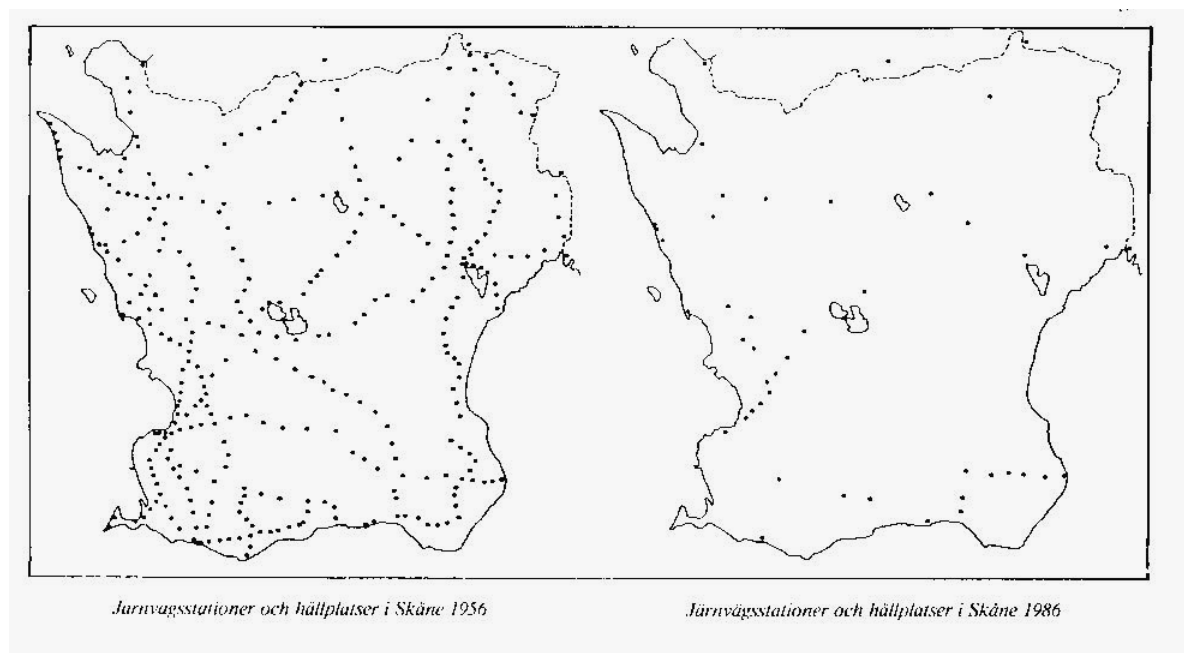 Järnvägsstationer och hållplatser i Skåne 1956
Järnvägsstationer och hållplatser i Skåne 1986